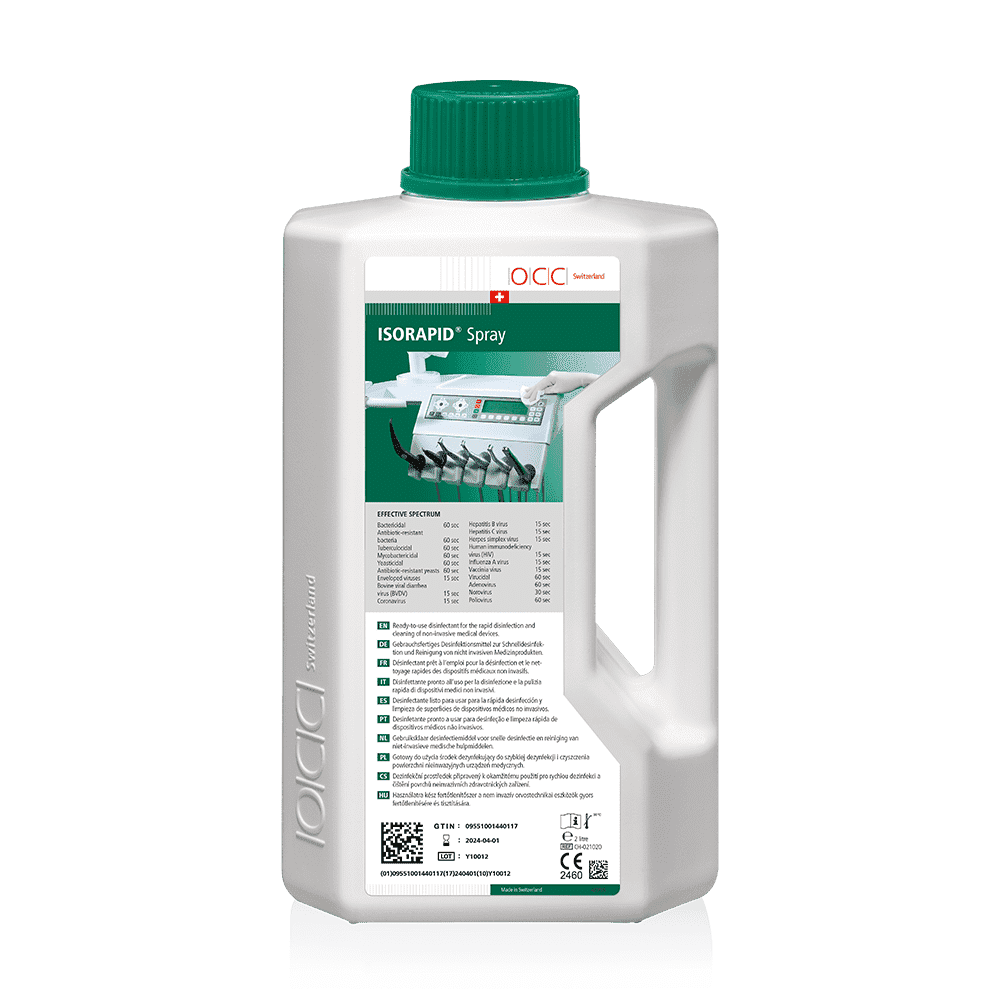 |O|C|C| Switzerland
ISORAPID® Spray
EFFECTIVE SPECTRUM
Bactericidal 60 sec
Antibiotic-resistant
bacteria 60 sec
Tuberculocidal 60 sec
Mycobactericidal 60 sec
Yeasticidal 60 sec
Antibiotic-resistant yeasts 60 sec
Enveloped viruses 15 sec
Bovine viral diarrhea
virus (BVDV) 15 sec
Coronavirus 15 sec
Hepatitis B virus 15 sec
Hepatitis C virus 15 sec
Herpes simplex virus 15 sec
Human immunodeficiency
virus (HIV) 15 sec
Influenza A virus 15 sec
Vaccinia virus 15 sec
Virucidal 60 sec
Adenovirus 60 sec
Norovirus 30 sec
Poliovirus 60 sec
EN Ready-to-use disinfectant for the rapid disinfection and
cleaning of non-invasive medical devices.
DE Gebrauchsfertiges Desinfektionsmittel zur Schnelldesinfek-
tion und Reinigung von nicht invasiven Medizinprodukten.
FR Désinfectant prêt à l'emploi pour la désinfection et le net-
toyage rapides des dispositifs médicaux non invasifs.
IT Disinfettante pronto all'uso per la disinfezione e la pulizia
rapida di dispositivi medici non invasivi.
ES Desinfectante listo para usar para la rápida desinfección y
limpieza de superficies de dispositivos médicos no invasivos.
PT Desinfetante pronto a usar para desinfeção e limpeza rápida de
dispositivos médicos não invasivos.
NL Gebruiksklaar desinfectiemiddel voor snelle desinfectie en reiniging van
niet-invasieve medische hulpmiddelen.
PL Gotowy do użycia środek dezynfekujący do szybkiej dezynfekcji i czyszczenia
powierzchni nieinwazyjnych urządzeń medycznych.
CS Dezinfekční prostředek připravený k okamžitému použití pro rychlou dezinfekci a
čištění povrchů neinvazivních zdravotnických zařízení.
HU Használatra kész fertőtlenítőszer a nem invazív orvostechnikai eszközök gyors
fertőtlenítésére és tisztítására.
GTIN : 09551001440117
: 2024-04-01
LOT : Y10012
(01)09551001440117(17)240401(10)Y10012
℮ 2 litre
REF CH-021020
CE
2460
Made in Switzerland
|O|C|C| Switzerland